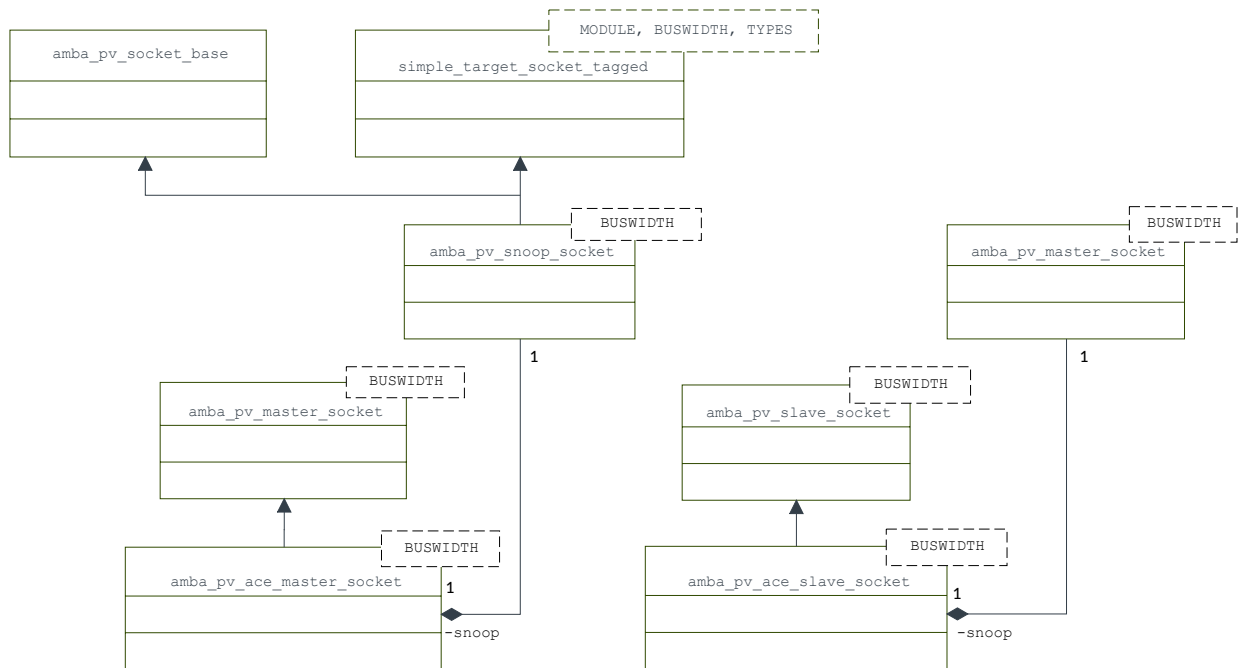 MODULE, BUSWIDTH, TYPES
amba_pv_socket_base
simple_target_socket_tagged
BUSWIDTH
amba_pv_snoop_socket
BUSWIDTH
amba_pv_master_socket
1
1
BUSWIDTH
amba_pv_master_socket
BUSWIDTH
amba_pv_slave_socket
BUSWIDTH
amba_pv_ace_master_socket
1
-snoop
BUSWIDTH
amba_pv_ace_slave_socket
1
-snoop